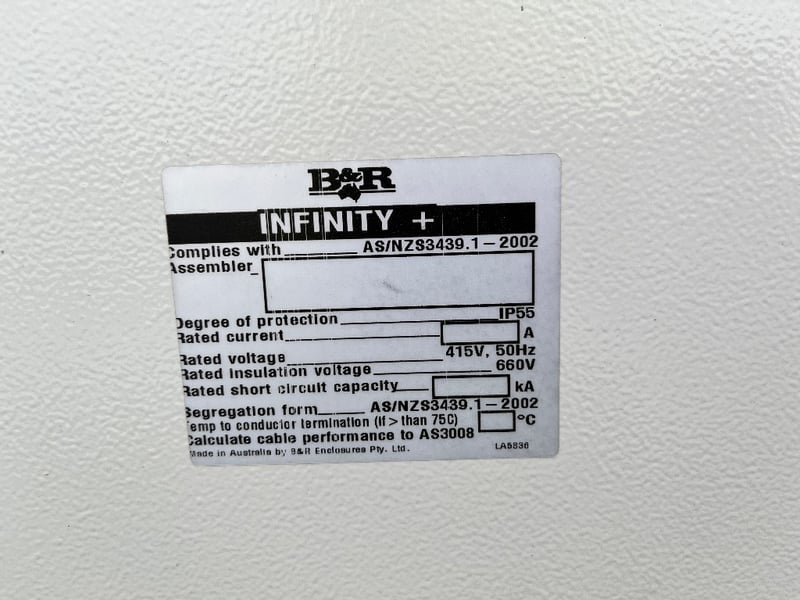 B&R
INFINITY +
Complies with AS/NZS3439.1-2002
Assembler
Degree of protection IP55
Rated current A
Rated voltage 415V, 50Hz
Rated insulation voltage 660V
Rated short circuit capacity kA
Segregation form AS/NZS3439.1-2002
Temp to conductor termination (if > than 75C) °C
Calculate cable performance to AS3008
Made in Australia by B&R Enclosures Pty. Ltd. LA5836